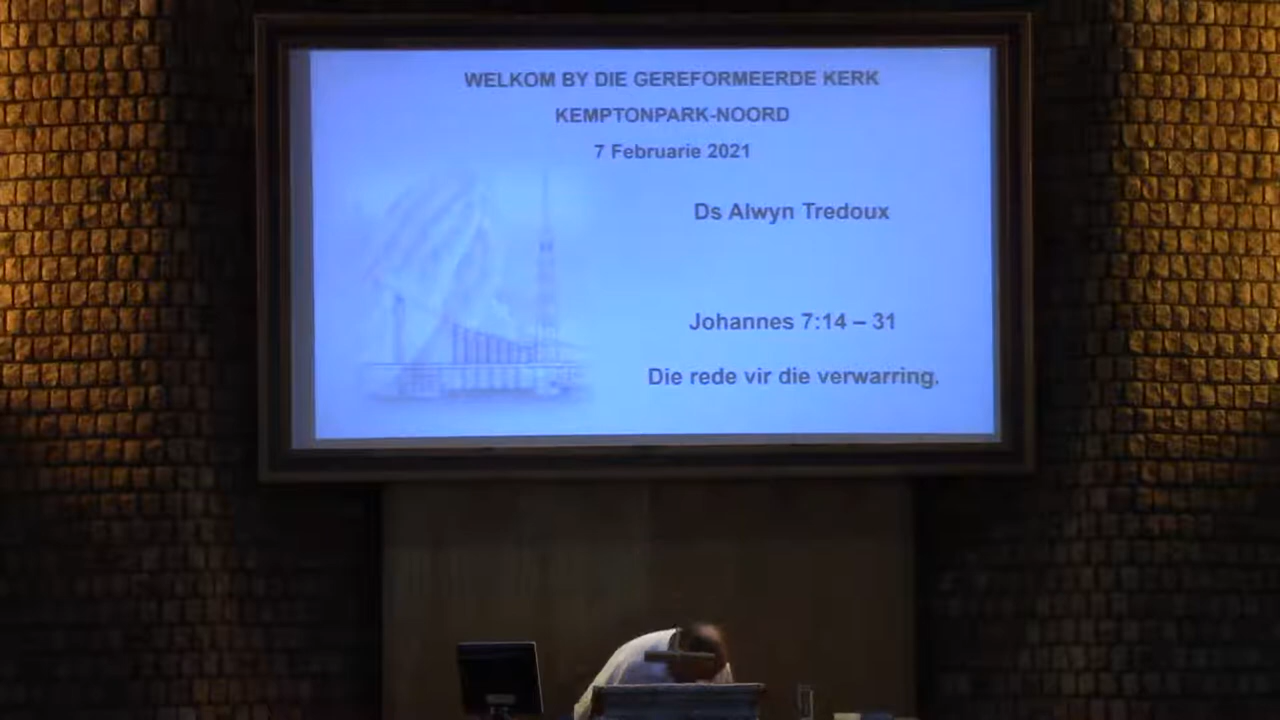 WELKOM BY DIE GEREFORMEERDE KERK
KEMPTONPARK-NOORD
7 Februarie 2021
Ds Alwyn Tredoux
Johannes 7:14 – 31
Die rede vir die verwarring.